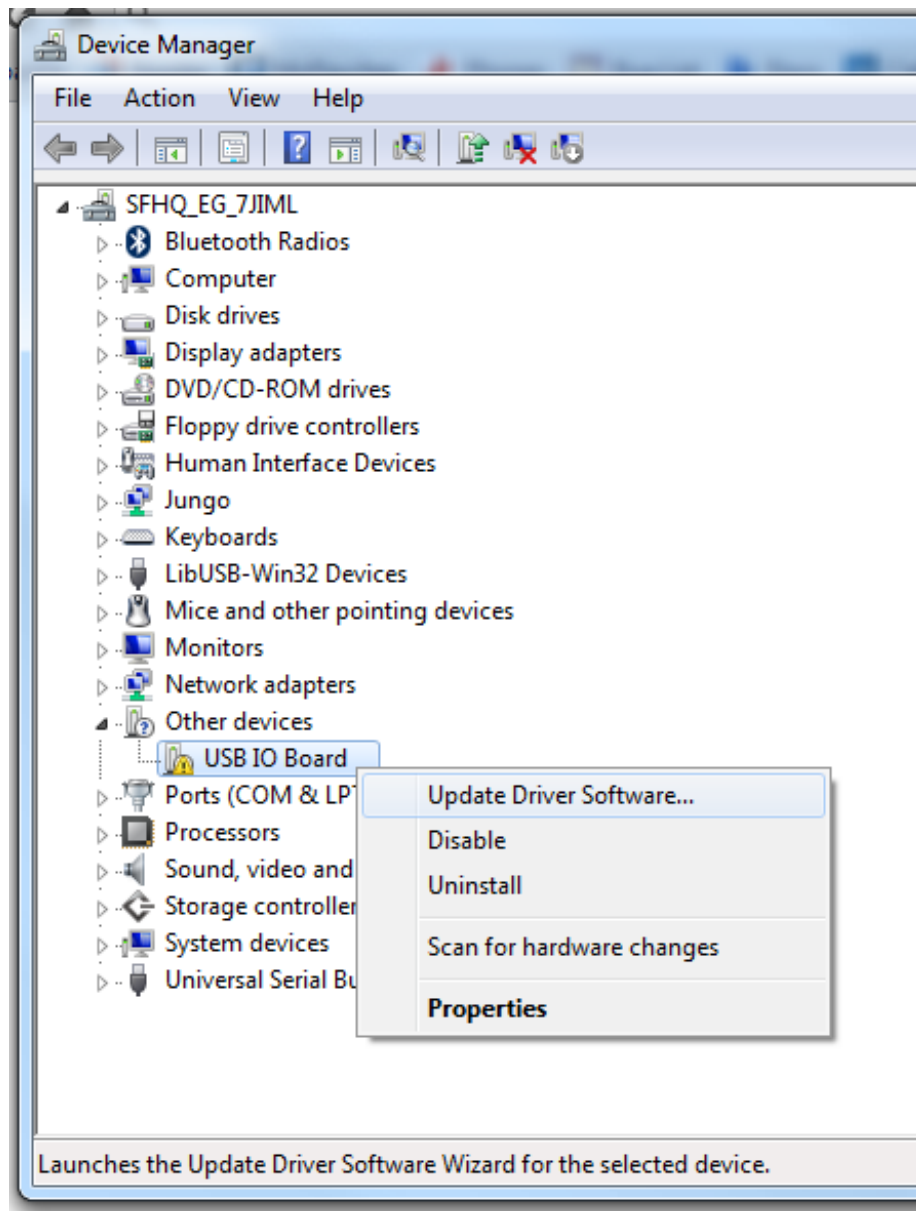 Device Manager
File Action View Help
SFHQ_EG_7JIML
Bluetooth Radios
Computer
Disk drives
Display adapters
DVD/CD-ROM drives
Floppy drive controllers
Human Interface Devices
Jungo
Keyboards
LibUSB-Win32 Devices
Mice and other pointing devices
Monitors
Network adapters
Other devices
USB IO Board
Ports (COM & LPT
Update Driver Software...
Processors
Disable
Sound, video and
Uninstall
Storage controller
System devices
Scan for hardware changes
Universal Serial Bu
Properties
Launches the Update Driver Software Wizard for the selected device.